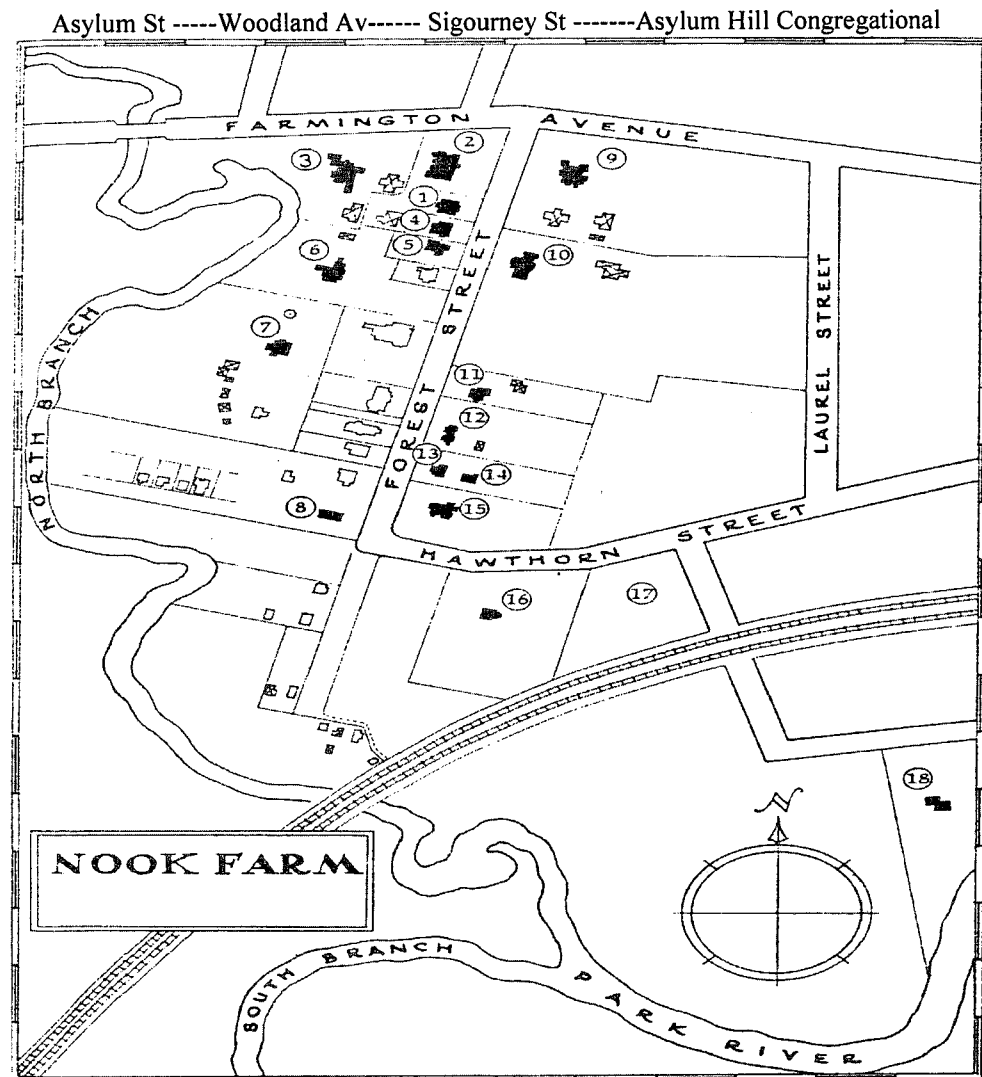 Asylum St -----Woodland Av------ Sigourney St -------Asylum Hill Congregational
FARMINGTON AVENUE
3
2
9
1
4
5
6
10
FOREST STREET
LAUREL STREET
NORTH BRANCH
7
11
12
13
14
8
15
HAWTHORN STREET
16
17
18
N
NOOK FARM
SOUTH BRANCH
PARK RIVER